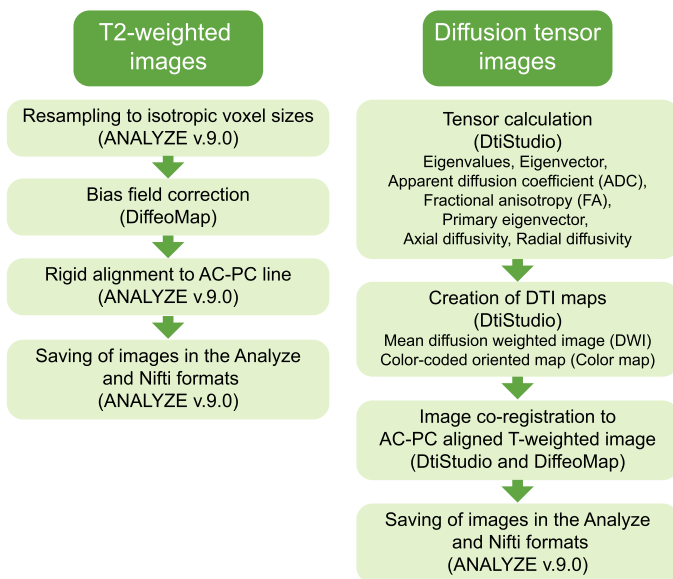 T2-weighted
images
Resampling to isotropic voxel sizes
(ANALYZE v.9.0)
Bias field correction
(DiffeoMap)
Rigid alignment to AC-PC line
(ANALYZE v.9.0)
Saving of images in the Analyze
and Nifti formats
(ANALYZE v.9.0)
Diffusion tensor
images
Tensor calculation
(DtiStudio)
Eigenvalues, Eigenvector,
Apparent diffusion coefficient (ADC),
Fractional anisotropy (FA),
Primary eigenvector,
Axial diffusivity, Radial diffusivity
Creation of DTI maps
(DtiStudio)
Mean diffusion weighted image (DWI)
Color-coded oriented map (Color map)
Image co-registration to
AC-PC aligned T-weighted image
(DtiStudio and DiffeoMap)
Saving of images in the Analyze
and Nifti formats
(ANALYZE v.9.0)